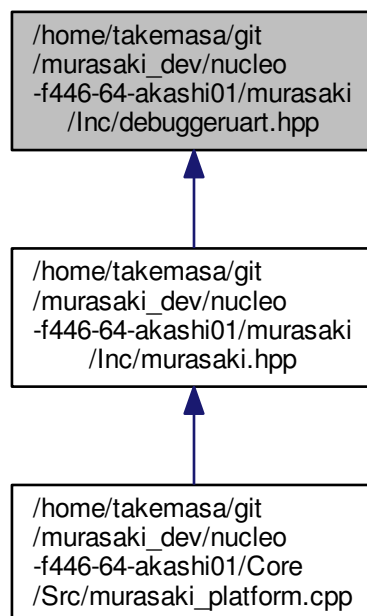 /home/takemasa/git
/murasaki_dev/nucleo
-f446-64-akashi01/murasaki
/Inc/debuggeruart.hpp
/home/takemasa/git
/murasaki_dev/nucleo
-f446-64-akashi01/murasaki
/Inc/murasaki.hpp
/home/takemasa/git
/murasaki_dev/nucleo
-f446-64-akashi01/Core
/Src/murasaki_platform.cpp